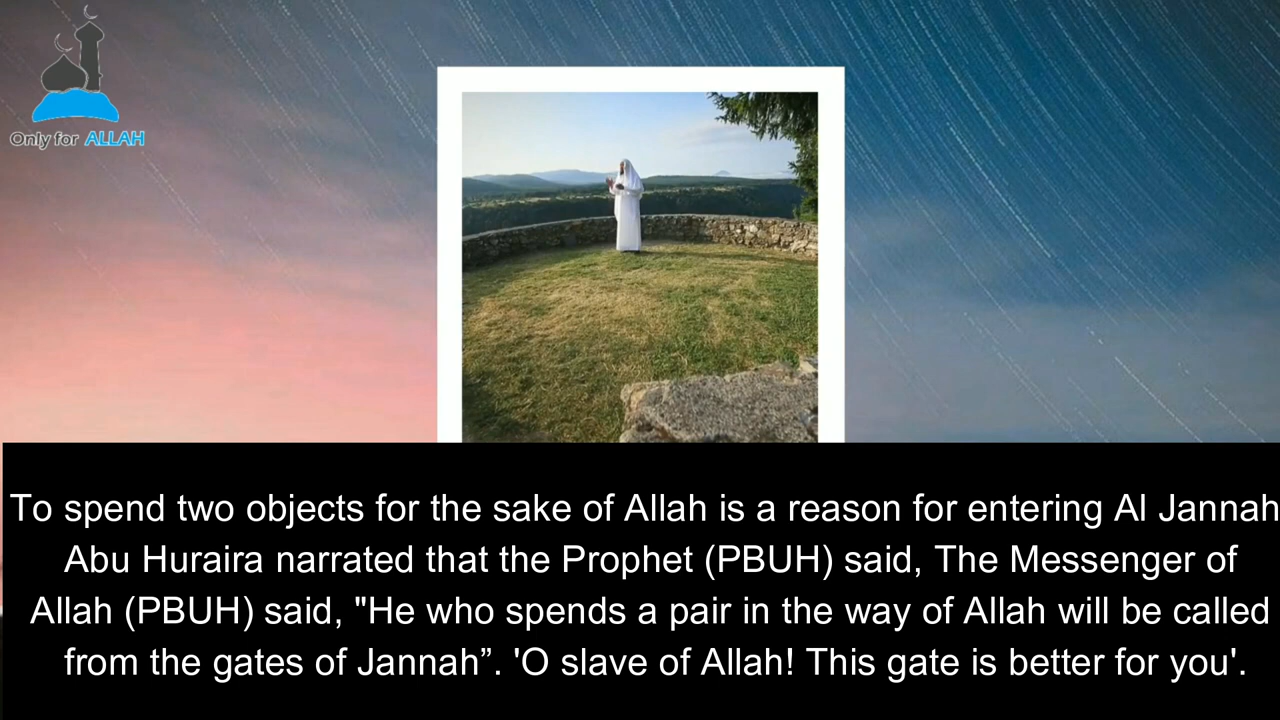 Only for ALLAH
To spend two objects for the sake of Allah is a reason for entering Al Jannah
Abu Huraira narrated that the Prophet (PBUH) said, The Messenger of
Allah (PBUH) said, "He who spends a pair in the way of Allah will be called
from the gates of Jannah”. 'O slave of Allah! This gate is better for you'.